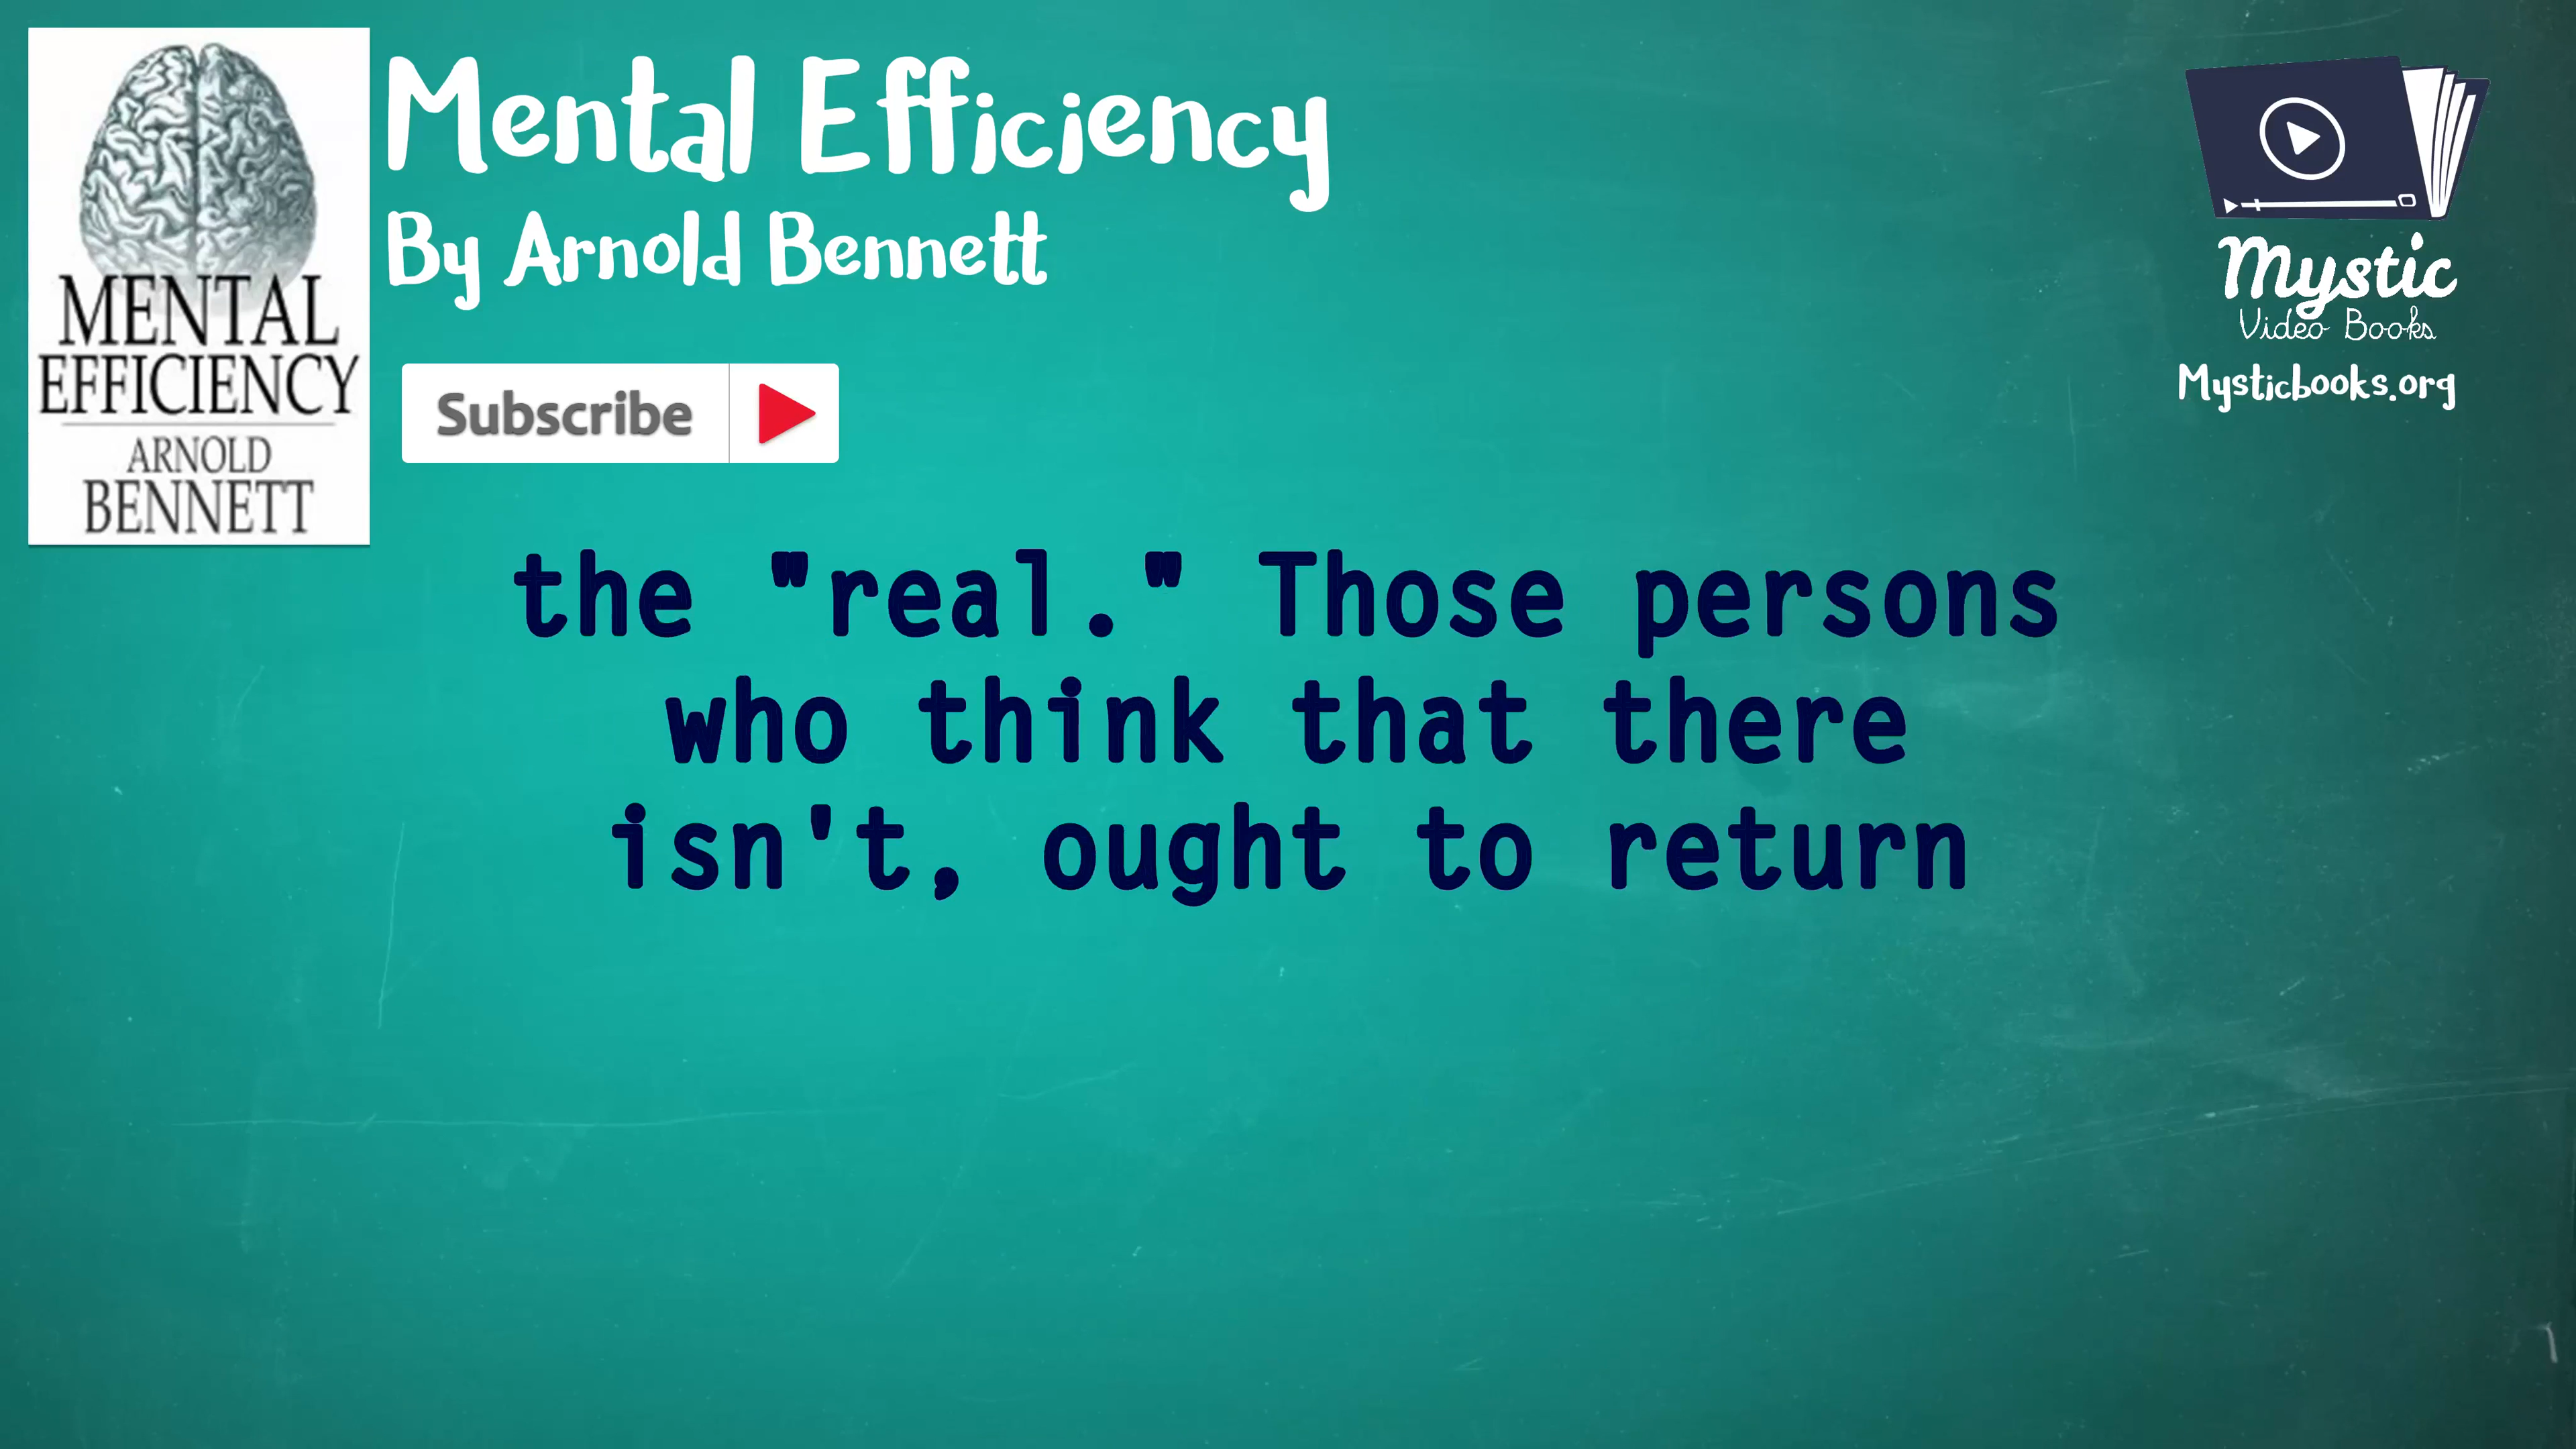 MENTAL
EFFICIENCY
ARNOLD
BENNETT
Mental Efficiency
By Arnold Bennett
Subscribe
Mystic
Video Books
Mysticbooks.org
the "real." Those persons
who think that there
isn't, ought to return